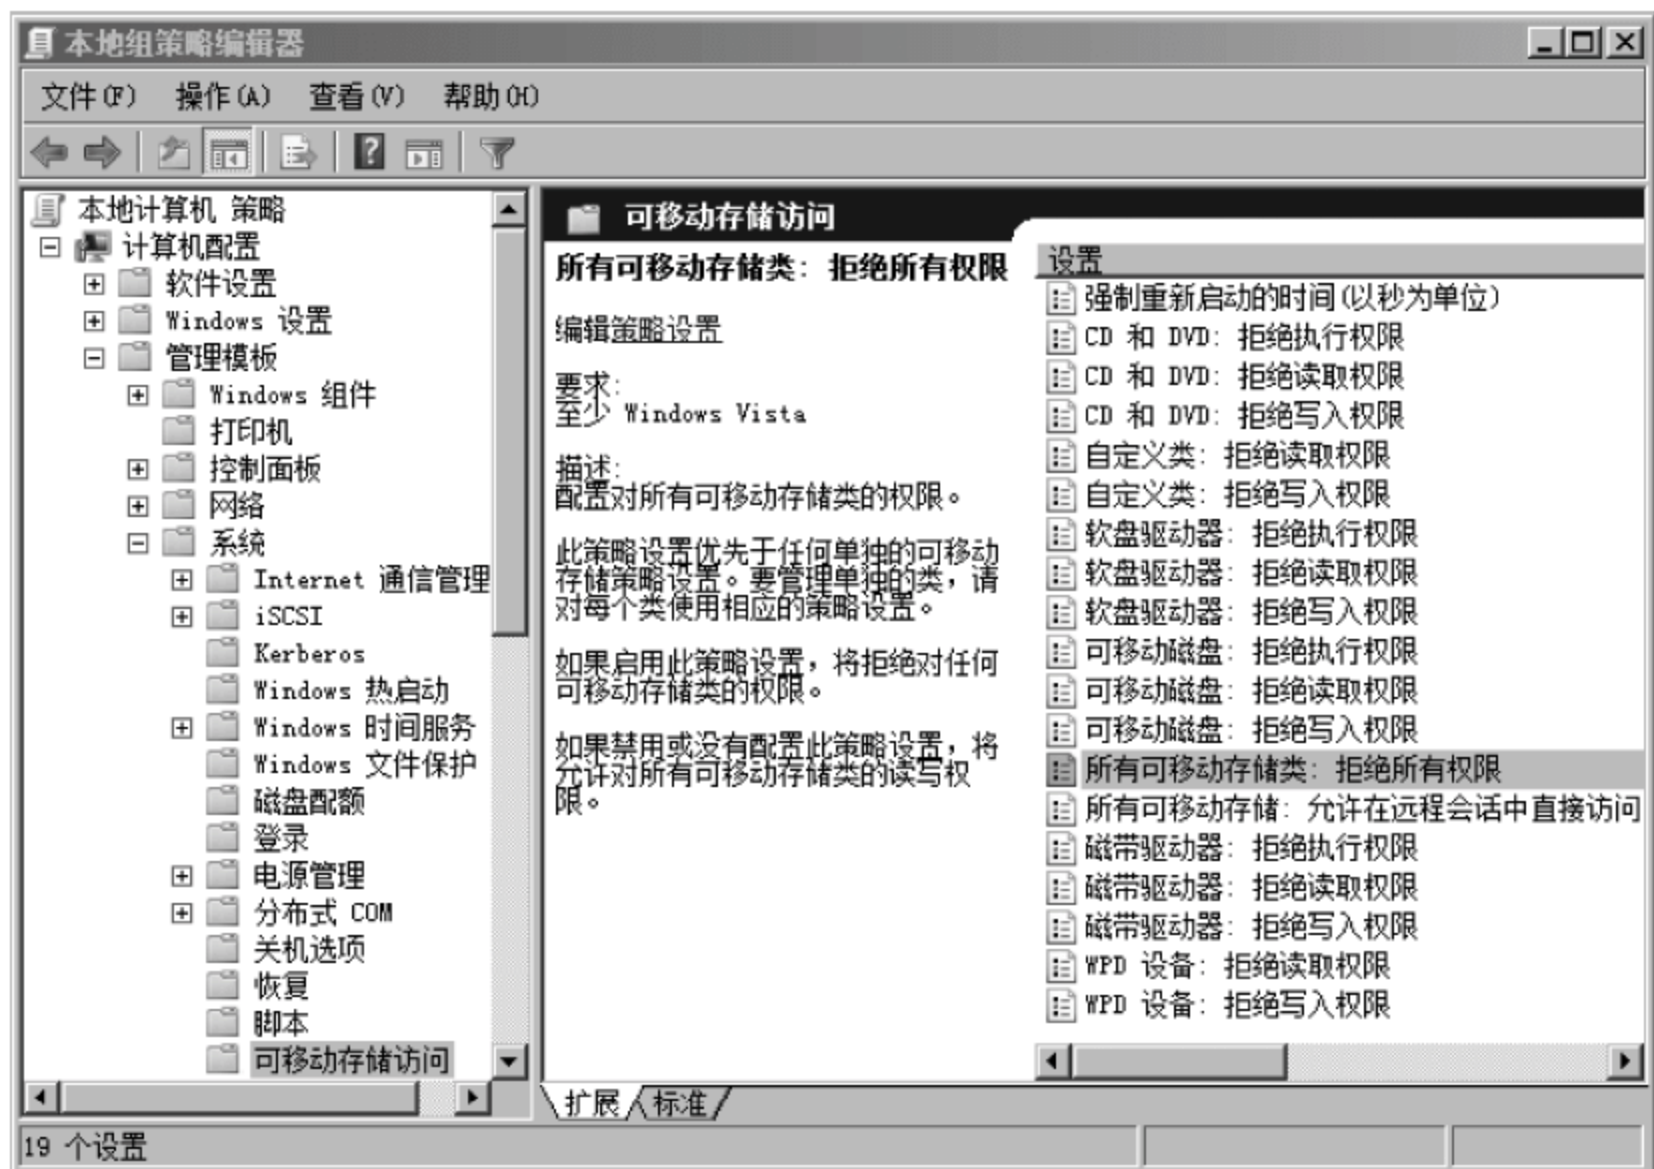 本地组策略编辑器
文件(F) 操作(A) 查看(V) 帮助(H)
本地计算机 策略
计算机配置
软件设置
Windows 设置
管理模板
Windows 组件
打印机
控制面板
网络
系统
Internet 通信管理
iSCSI
Kerberos
Windows 热启动
Windows 时间服务
Windows 文件保护
磁盘配额
登录
电源管理
分布式 COM
关机选项
恢复
脚本
可移动存储访问
可移动存储访问
所有可移动存储类: 拒绝所有权限
编辑策略设置
要求:
至少 Windows Vista
描述:
配置对所有可移动存储类的权限。
此策略设置优先于任何单独的可移动
存储策略设置。要管理单独的类，请
对每个类使用相应的策略设置。
如果启用此策略设置，将拒绝对任何
可移动存储类的权限。
如果禁用或没有配置此策略设置，将
允许对所有可移动存储类的读写权
限。
设置
强制重新启动的时间(以秒为单位)
CD 和 DVD: 拒绝执行权限
CD 和 DVD: 拒绝读取权限
CD 和 DVD: 拒绝写入权限
自定义类: 拒绝读取权限
自定义类: 拒绝写入权限
软盘驱动器: 拒绝执行权限
软盘驱动器: 拒绝读取权限
软盘驱动器: 拒绝写入权限
可移动磁盘: 拒绝执行权限
可移动磁盘: 拒绝读取权限
可移动磁盘: 拒绝写入权限
所有可移动存储类: 拒绝所有权限
所有可移动存储: 允许在远程会话中直接访问
磁带驱动器: 拒绝执行权限
磁带驱动器: 拒绝读取权限
磁带驱动器: 拒绝写入权限
WPD 设备: 拒绝读取权限
WPD 设备: 拒绝写入权限
扩展 标准
19 个设置